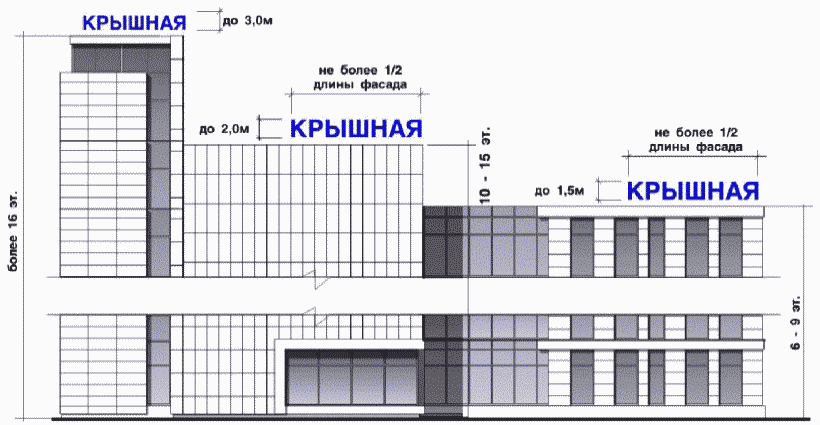 КРЫШНАЯ
до 3,0м
не более 1/2
длины фасада
до 2,0м
КРЫШНАЯ
10 - 15 эт.
не более 1/2
длины фасада
до 1,5м
КРЫШНАЯ
более 16 эт.
6 - 9 эт.